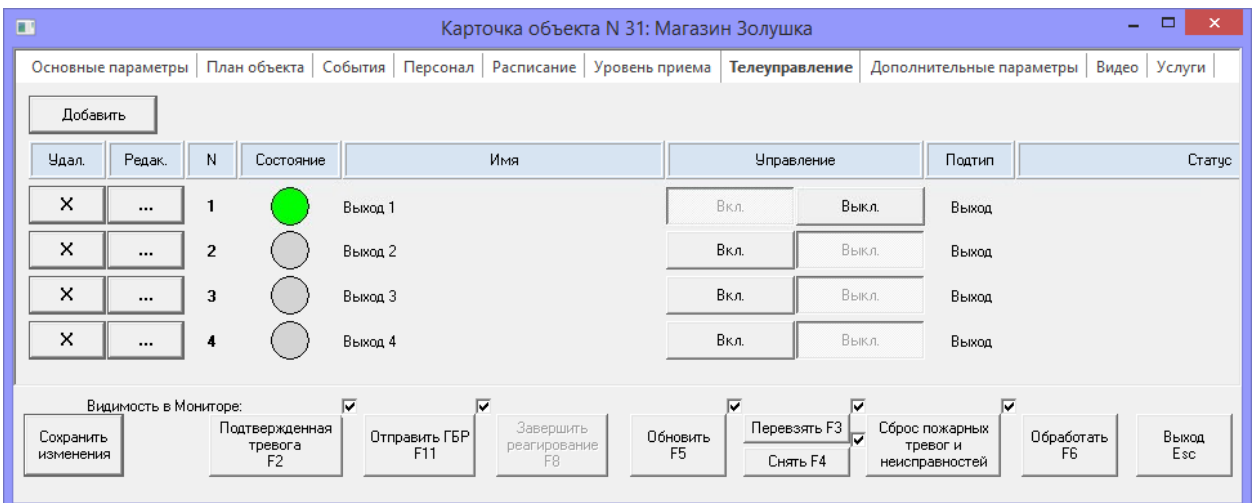 Карточка объекта N 31: Магазин Золушка
Основные параметры План объекта События Персонал Расписание Уровень приема Телеуправление Дополнительные параметры Видео Услуги
Добавить
Удал. Редак. N Состояние Имя Управление Подтип Статус
X ... 1 Выход 1 Вкл. Выкл. Выход
X ... 2 Выход 2 Вкл. Выкл. Выход
X ... 3 Выход 3 Вкл. Выкл. Выход
X ... 4 Выход 4 Вкл. Выкл. Выход
Видимость в Мониторе:
Сохранить
изменения
Подтвержденная
тревога
F2
Отправить ГБР
F11
Завершить
реагирование
F8
Обновить
F5
Перевзять F3
Снять F4
Сброс пожарных
тревог и
неисправностей
Обработать
F6
Выход
Esc